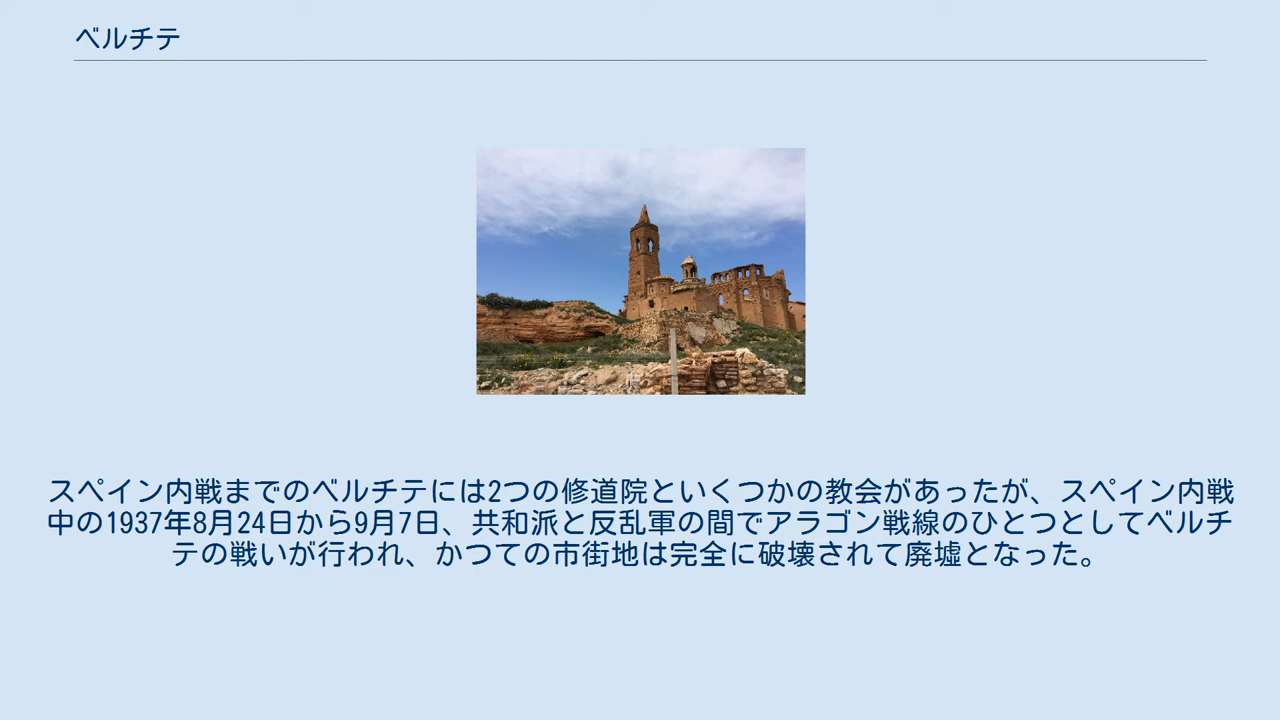 ベルチテ
スペイン内戦までのベルチテには2つの修道院といくつかの教会があったが、スペイン内戦
中の1937年8月24日から9月7日、共和派と反乱軍の間でアラゴン戦線のひとつとしてベルチ
テの戦いが行われ、かつての市街地は完全に破壊されて廃墟となった。